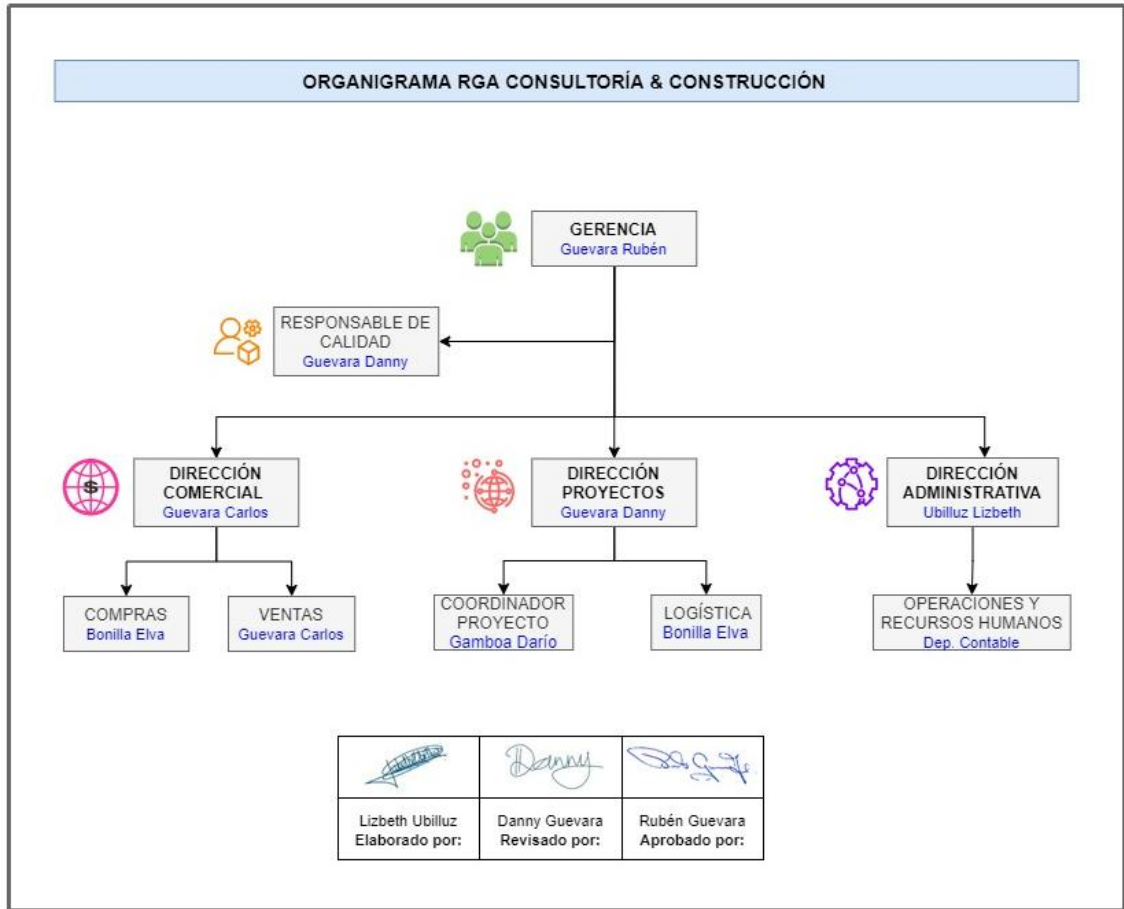 ORGANIGRAMA RGA CONSULTORÍA & CONSTRUCCIÓN
GERENCIA
Guevara Rubén
RESPONSABLE DE
CALIDAD
Guevara Danny
DIRECCIÓN
COMERCIAL
Guevara Carlos
DIRECCIÓN
PROYECTOS
Guevara Danny
DIRECCIÓN
ADMINISTRATIVA
Ubilluz Lizbeth
COMPRAS
Bonilla Elva
VENTAS
Guevara Carlos
COORDINADOR
PROYECTO
Gamboa Darío
LOGÍSTICA
Bonilla Elva
OPERACIONES Y
RECURSOS HUMANOS
Dep. Contable
Danny
Lizbeth Ubilluz
Elaborado por:
Danny Guevara
Revisado por:
Rubén Guevara
Aprobado por: